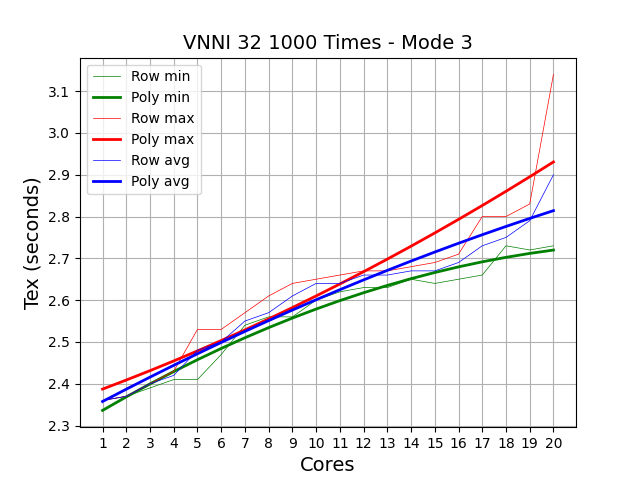 VNNI 32 1000 Times - Mode 3
Row min
Poly min
Row max
Poly max
Row avg
Poly avg
Tex (seconds)
3.1
3.0
2.9
2.8
2.7
2.6
2.5
2.4
2.3
1 2 3 4 5 6 7 8 9 10 11 12 13 14 15 16 17 18 19 20
Cores